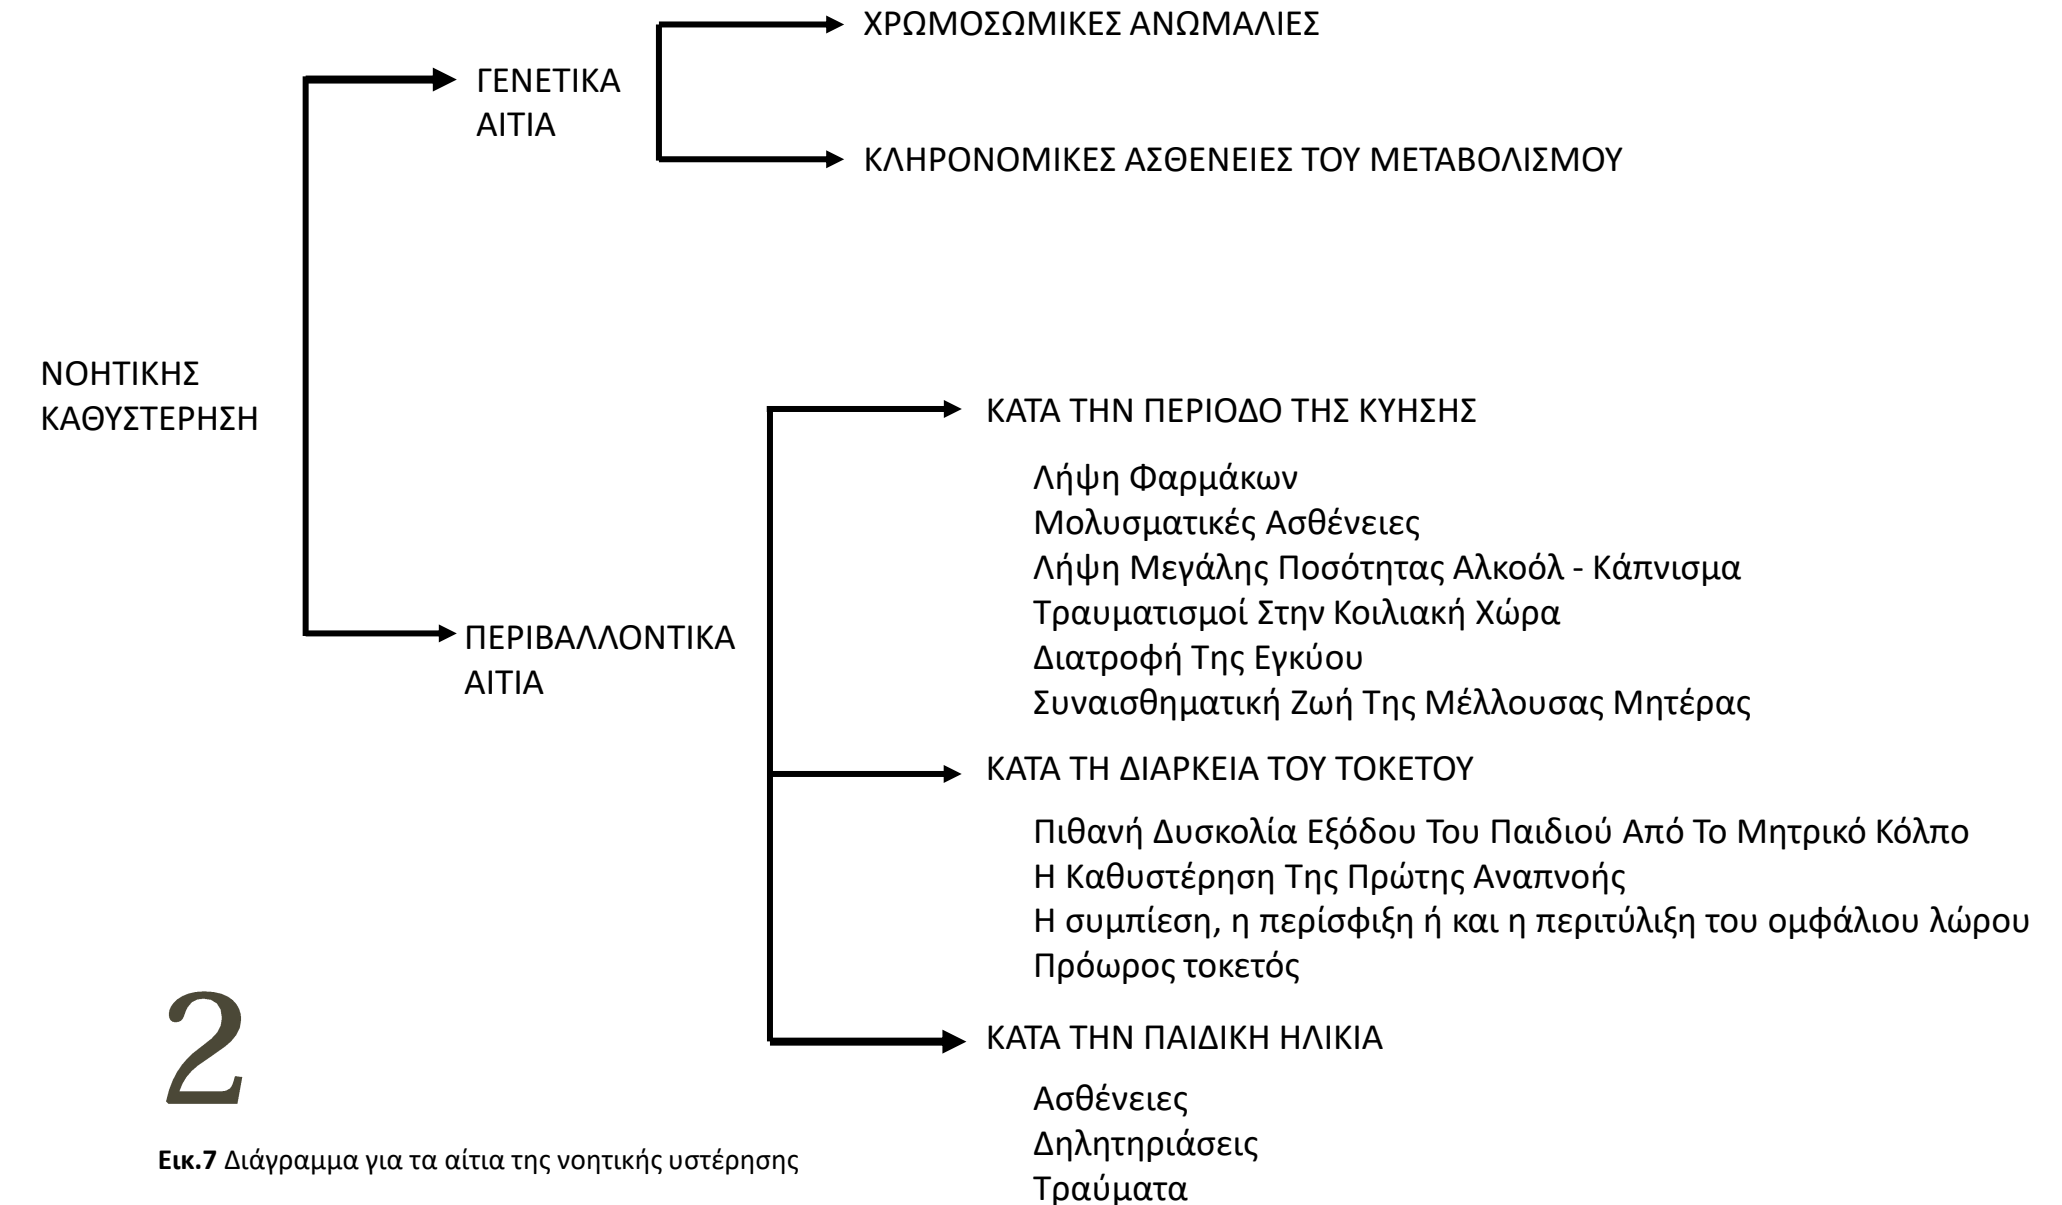 ΧΡΩΜΟΣΩΜΙΚΕΣ ΑΝΩΜΑΛΙΕΣ
ΓΕΝΕΤΙΚΑ
ΑΙΤΙΑ
ΚΛΗΡΟΝΟΜΙΚΕΣ ΑΣΘΕΝΕΙΕΣ ΤΟΥ ΜΕΤΑΒΟΛΙΣΜΟΥ
ΝΟΗΤΙΚΗΣ
ΚΑΘΥΣΤΕΡΗΣΗ
ΠΕΡΙΒΑΛΛΟΝΤΙΚΑ
ΑΙΤΙΑ
ΚΑΤΑ ΤΗΝ ΠΕΡΙΟΔΟ ΤΗΣ ΚΥΗΣΗΣ
Λήψη Φαρμάκων
Μολυσματικές Ασθένειες
Λήψη Μεγάλης Ποσότητας Αλκοόλ - Κάπνισμα
Τραυματισμοί Στην Κοιλιακή Χώρα
Διατροφή Της Εγκύου
Συναισθηματική Ζωή Της Μέλλουσας Μητέρας
ΚΑΤΑ ΤΗ ΔΙΑΡΚΕΙΑ ΤΟΥ ΤΟΚΕΤΟΥ
Πιθανή Δυσκολία Εξόδου Του Παιδιού Από Το Μητρικό Κόλπο
Η Καθυστέρηση Της Πρώτης Αναπνοής
Η συμπίεση, η περίσφιξη ή και η περιτύλιξη του ομφάλιου λώρου
Πρόωρος τοκετός
ΚΑΤΑ ΤΗΝ ΠΑΙΔΙΚΗ ΗΛΙΚΙΑ
Ασθένειες
Δηλητηριάσεις
Τραύματα
2
Εικ.7 Διάγραμμα για τα αίτια της νοητικής υστέρησης